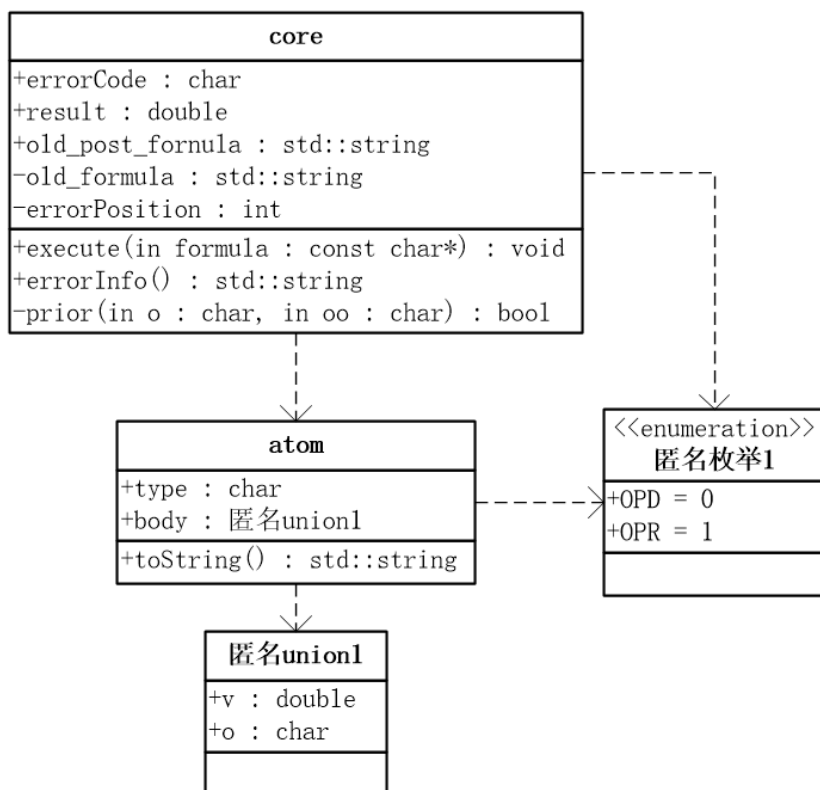 core
+errorCode : char
+result : double
+old_post_fornula : std::string
-old_formula : std::string
-errorPosition : int
+execute(in formula : const char*) : void
+errorInfo() : std::string
-prior(in o : char, in oo : char) : bool
atom
+type : char
+body : 匿名union1
+toString() : std::string
<<enumeration>>
匿名枚举1
+OPD = 0
+OPR = 1
匿名union1
+v : double
+o : char